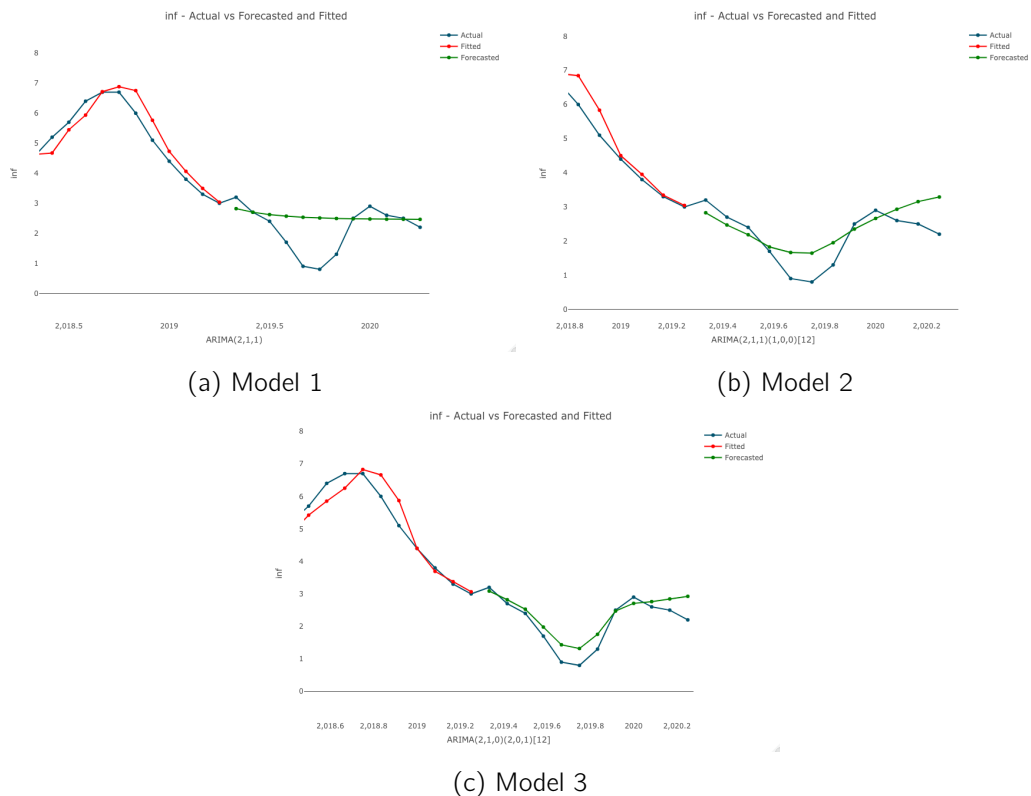 inf - Actual vs Forecasted and Fitted
Actual
Fitted
Forecasted
8
7
6
5
4
3
2
1
0
inf
2,018.5 2019 2,019.5 2020
ARIMA(2,1,1)
(a) Model 1
inf - Actual vs Forecasted and Fitted
Actual
Fitted
Forecasted
8
7
6
5
4
3
2
1
0
inf
2,018.8 2019 2,019.2 2,019.4 2,019.6 2,019.8 2020 2,020.2
ARIMA(2,1,1)(1,0,0)[12]
(b) Model 2
inf - Actual vs Forecasted and Fitted
Actual
Fitted
Forecasted
8
7
6
5
4
3
2
1
0
inf
2,018.6 2,018.8 2019 2,019.2 2,019.4 2,019.6 2,019.8 2020 2,020.2
ARIMA(2,1,0)(2,0,1)[12]
(c) Model 3